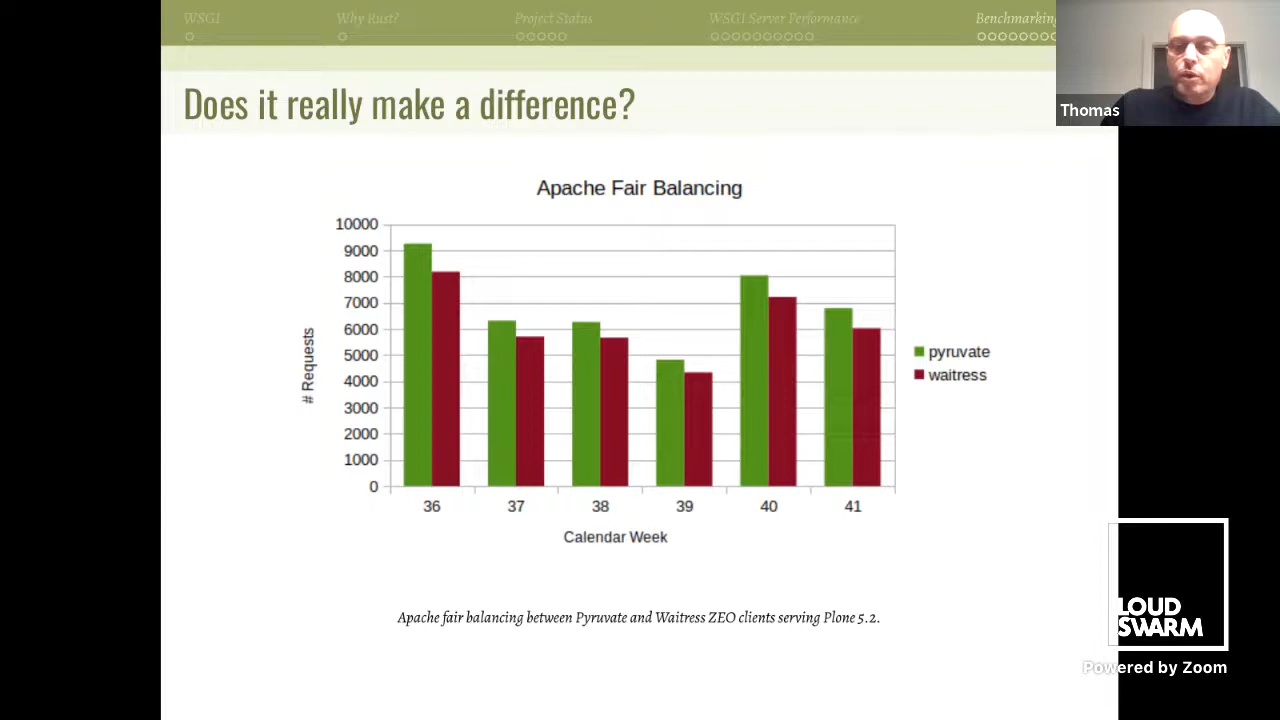 WSGI
Why Rust?
Project Status
WSGI Server Performance
Benchmarking
Thomas
Does it really make a difference?
Apache Fair Balancing
10000
9000
8000
7000
6000
5000
4000
3000
2000
1000
0
# Requests
36 37 38 39 40 41
Calendar Week
pyruvate
waitress
Apache fair balancing between Pyruvate and Waitress ZEO clients serving Plone 5.2.
LOUD
SWARM
Powered by Zoom